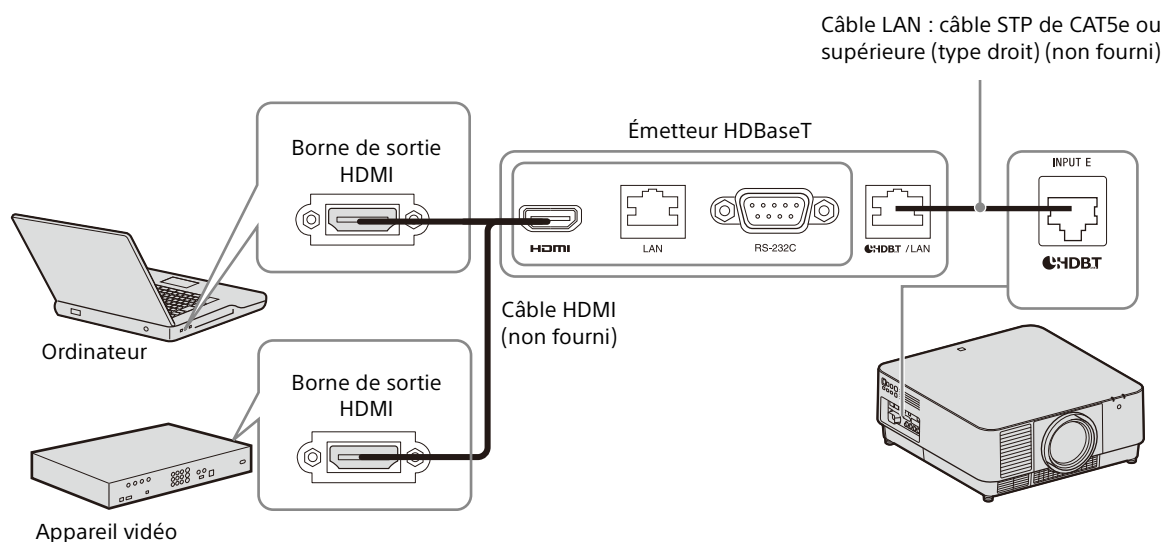 Câble LAN : câble STP de CAT5e ou
supérieure (type droit) (non fourni)
Émetteur HDBaseT
Borne de sortie
HDMI
INPUT E
HDMI
LAN
RS-232C
HDBT / LAN
HDBT
Câble HDMI
(non fourni)
Ordinateur
Borne de sortie
HDMI
Appareil vidéo